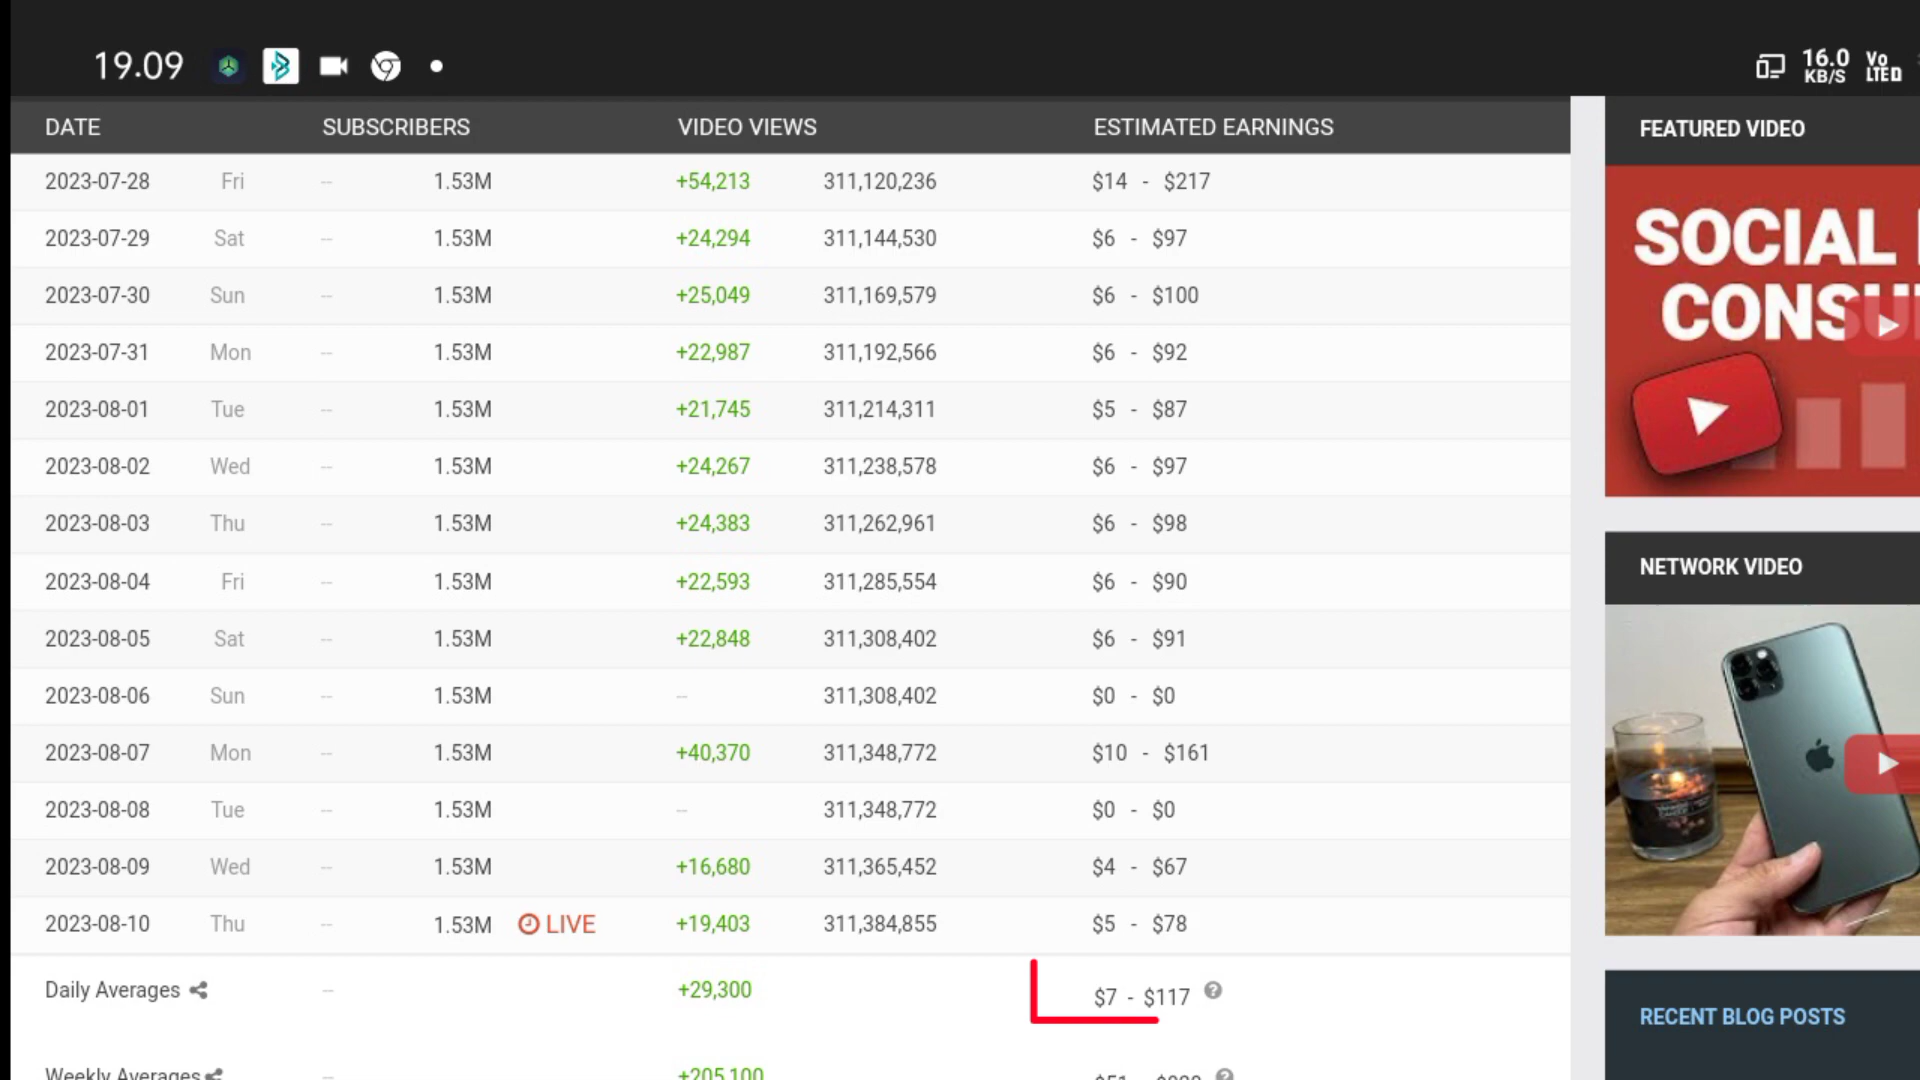 19.09
16.0 KB/S
Vo LTE
DATE SUBSCRIBERS VIDEO VIEWS ESTIMATED EARNINGS
2023-07-28 Fri -- 1.53M +54,213 311,120,236 $14 - $217
2023-07-29 Sat -- 1.53M +24,294 311,144,530 $6 - $97
2023-07-30 Sun -- 1.53M +25,049 311,169,579 $6 - $100
2023-07-31 Mon -- 1.53M +22,987 311,192,566 $6 - $92
2023-08-01 Tue -- 1.53M +21,745 311,214,311 $5 - $87
2023-08-02 Wed -- 1.53M +24,267 311,238,578 $6 - $97
2023-08-03 Thu -- 1.53M +24,383 311,262,961 $6 - $98
2023-08-04 Fri -- 1.53M +22,593 311,285,554 $6 - $90
2023-08-05 Sat -- 1.53M +22,848 311,308,402 $6 - $91
2023-08-06 Sun -- 1.53M -- 311,308,402 $0 - $0
2023-08-07 Mon -- 1.53M +40,370 311,348,772 $10 - $161
2023-08-08 Tue -- 1.53M -- 311,348,772 $0 - $0
2023-08-09 Wed -- 1.53M +16,680 311,365,452 $4 - $67
2023-08-10 Thu -- 1.53M LIVE +19,403 311,384,855 $5 - $78
Daily Averages -- +29,300 $7 - $117
Weekly Averages -- +205,100
FEATURED VIDEO
SOCIAL
CONSU
NETWORK VIDEO
RECENT BLOG POSTS